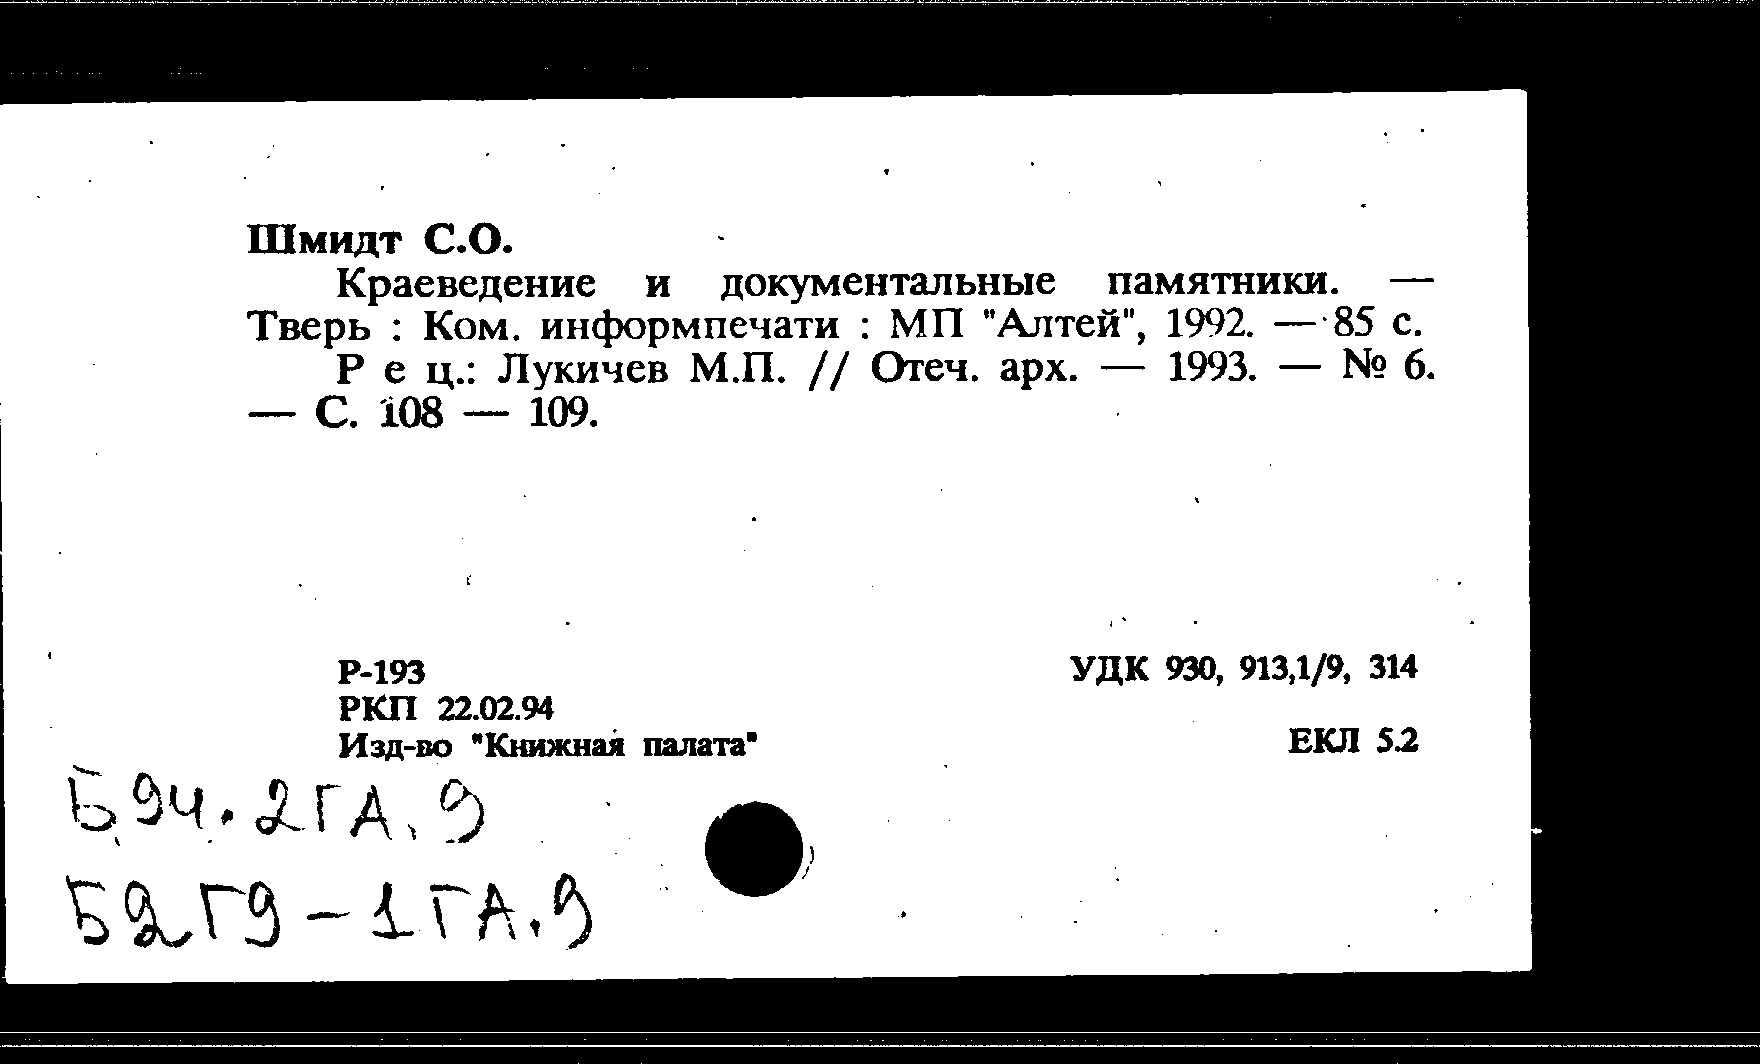 Шмидт С.О.
Краеведение и документальные памятники. —
Тверь : Ком. информпечати : МП "Алтей", 1992. — 85 с.
Р е ц.: Лукичев М.П. // Отеч. арх. — 1993. — № 6.
— С. 108 — 109.
Р-193
УДК 930, 913,1/9, 314
РКП 22.02.94
Изд-во "Книжная палата"
ЕКЛ 5.2
Б94.2ГА.9
Б2Г9-1ГА.9